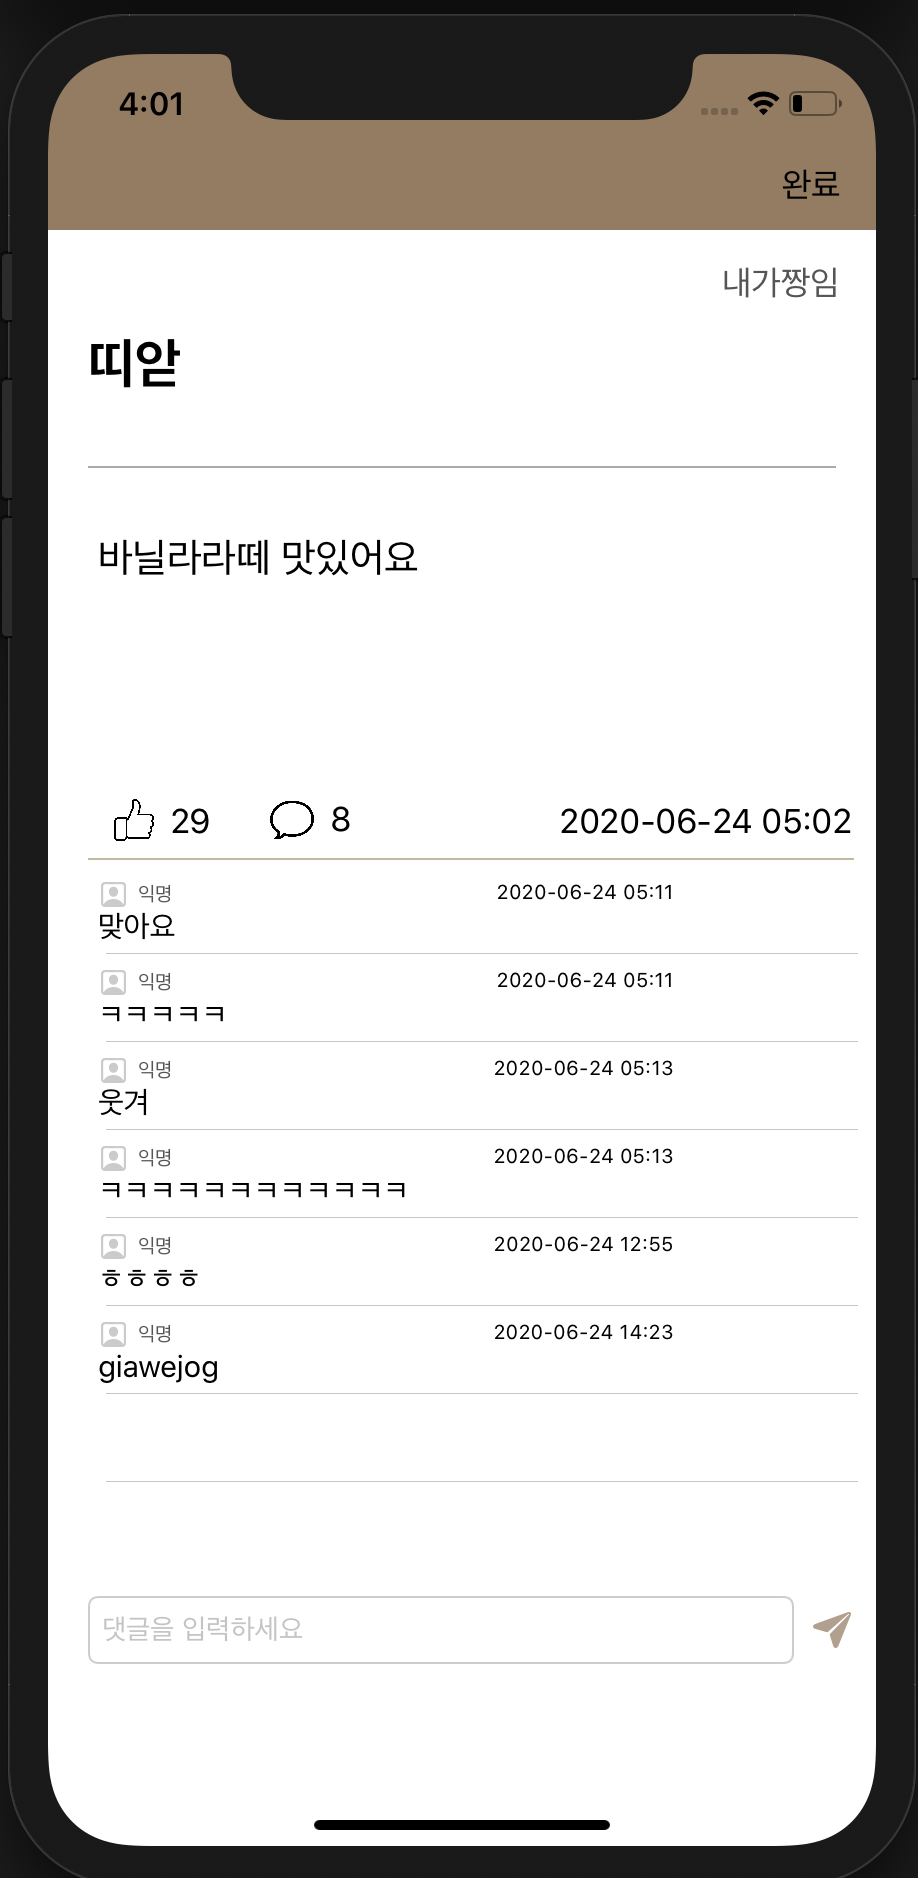 4:01
완료
내가짱임
띠앋
바닐라라떼 맛있어요
29 8 2020-06-24 05:02
익명 2020-06-24 05:11
맞아요
익명 2020-06-24 05:11
ㅋㅋㅋㅋㅋ
익명 2020-06-24 05:13
웃겨
익명 2020-06-24 05:13
ㅋㅋㅋㅋㅋㅋㅋㅋㅋㅋㅋㅋ
익명 2020-06-24 12:55
ㅎㅎㅎㅎ
익명 2020-06-24 14:23
giawejog
댓글을 입력하세요